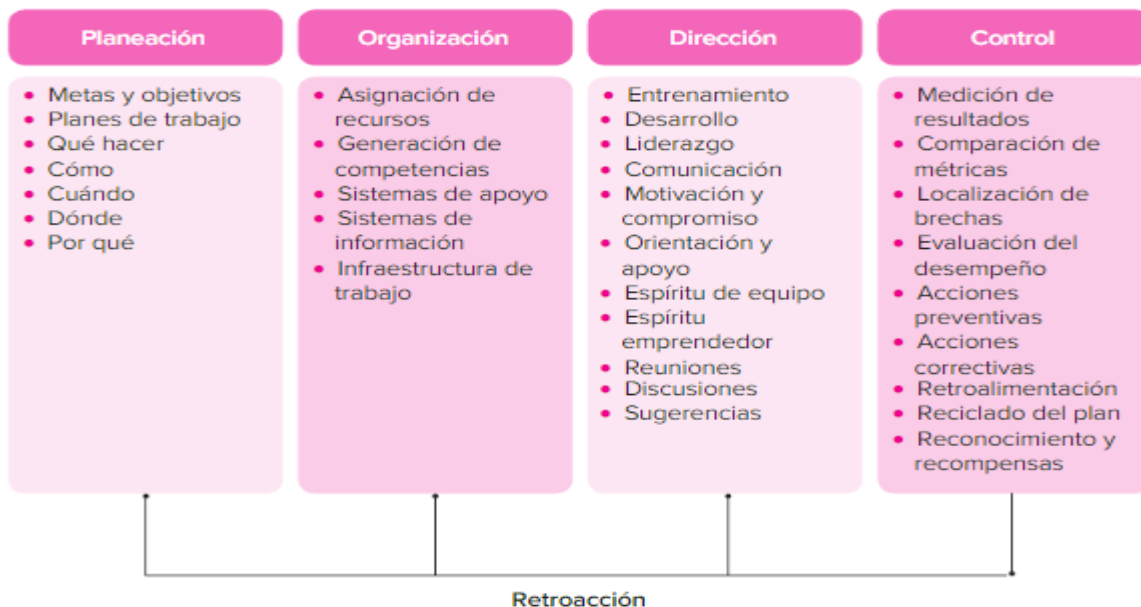 Planeación
Metas y objetivos
Planes de trabajo
Qué hacer
Cómo
Cuándo
Dónde
Por qué
Organización
Asignación de
recursos
Generación de
competencias
Sistemas de apoyo
Sistemas de
información
Infraestructura de
trabajo
Dirección
Entrenamiento
Desarrollo
Liderazgo
Comunicación
Motivación y
compromiso
Orientación y
apoyo
Espíritu de equipo
Espíritu
emprendedor
Reuniones
Discusiones
Sugerencias
Control
Medición de
resultados
Comparación de
métricas
Localización de
brechas
Evaluación del
desempeño
Acciones
preventivas
Acciones
correctivas
Retroalimentación
Reciclado del plan
Reconocimiento y
recompensas
Retroacción